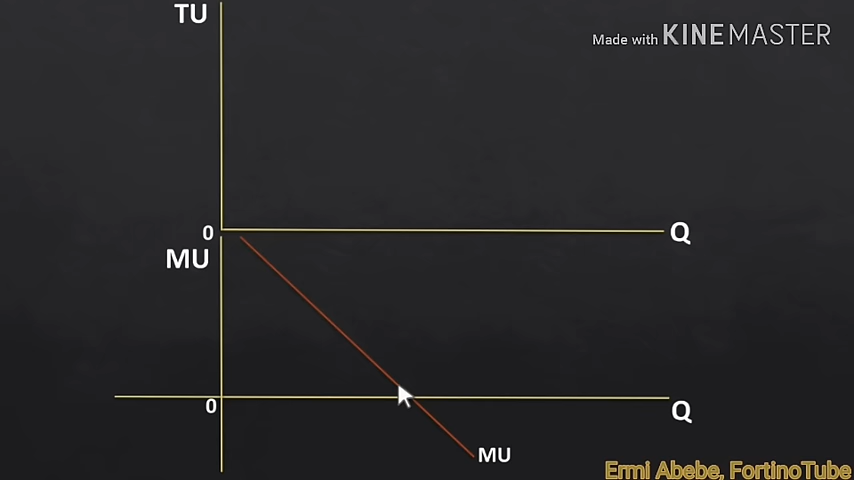 TU
Made with KINEMASTER
0
Q
MU
0
Q
MU
Ermi Abebe, FortinoTube